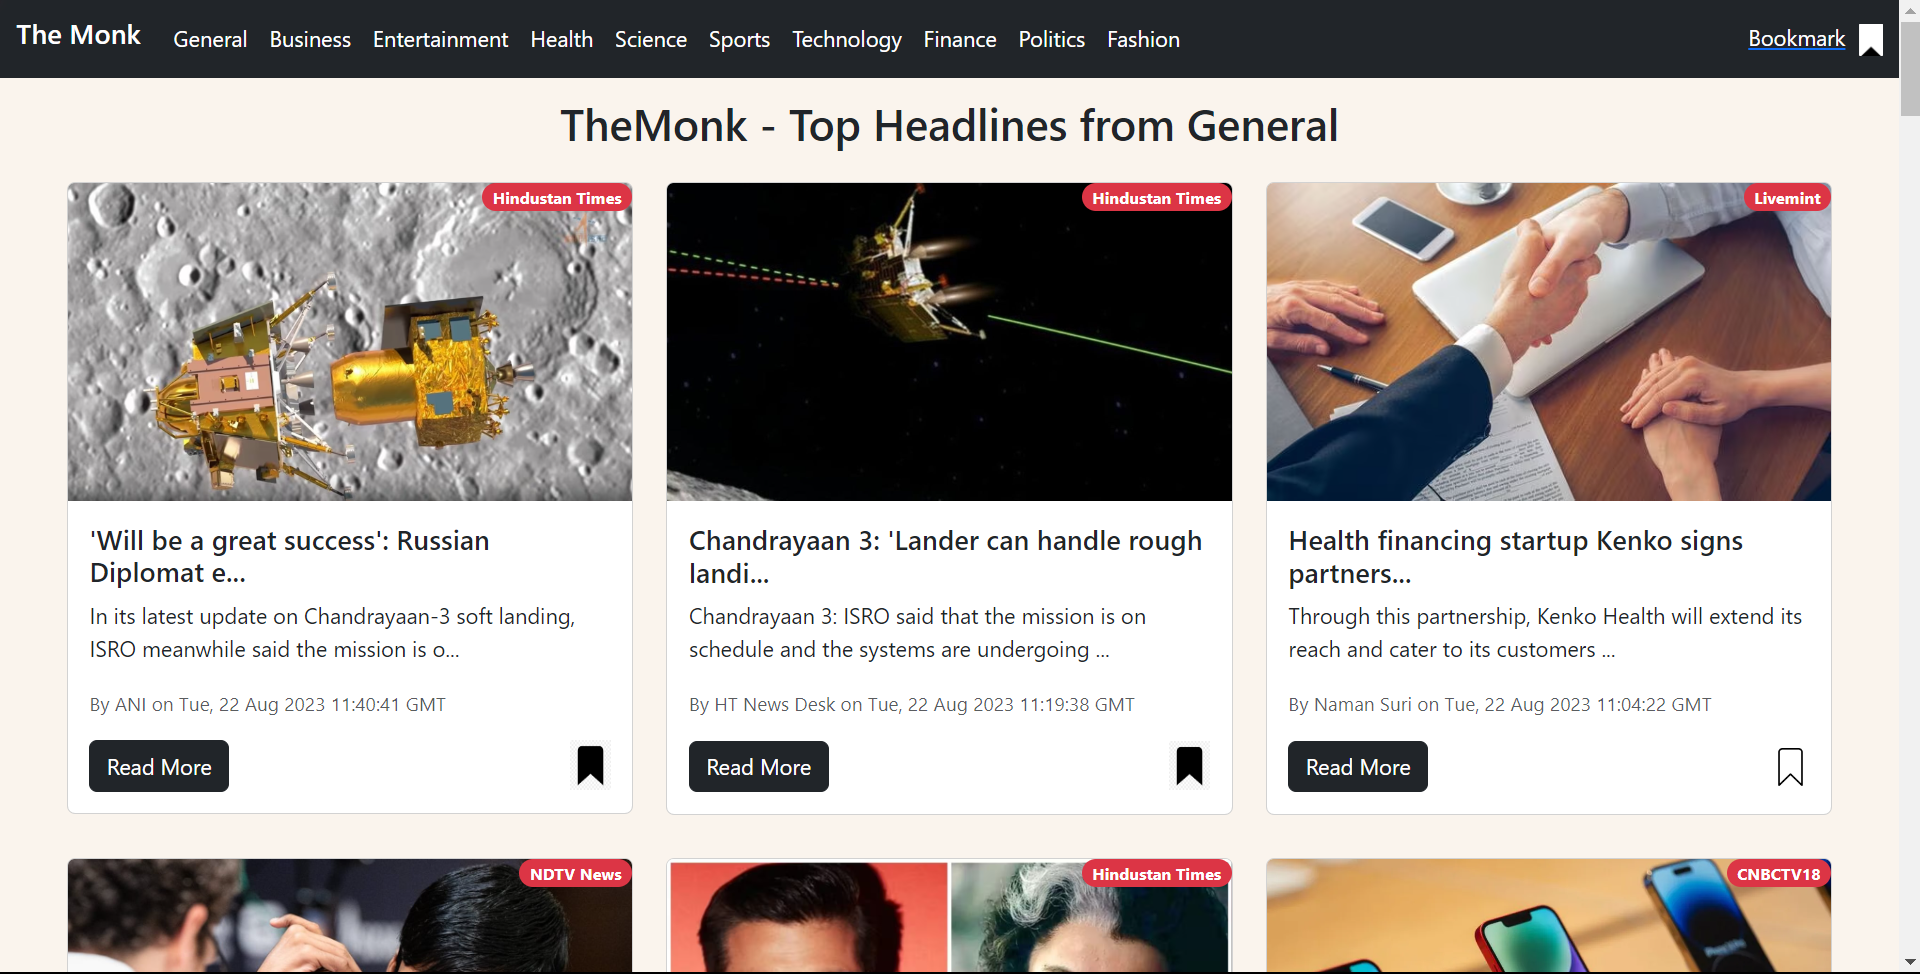 The Monk
General Business Entertainment Health Science Sports Technology Finance Politics Fashion
Bookmark
TheMonk - Top Headlines from General
Hindustan Times
'Will be a great success': Russian
Diplomat e...
In its latest update on Chandrayaan-3 soft landing,
ISRO meanwhile said the mission is o...
By ANI on Tue, 22 Aug 2023 11:40:41 GMT
Read More
Hindustan Times
Chandrayaan 3: 'Lander can handle rough
landi...
Chandrayaan 3: ISRO said that the mission is on
schedule and the systems are undergoing ...
By HT News Desk on Tue, 22 Aug 2023 11:19:38 GMT
Read More
Livemint
Health financing startup Kenko signs
partners...
Through this partnership, Kenko Health will extend its
reach and cater to its customers ...
By Naman Suri on Tue, 22 Aug 2023 11:04:22 GMT
Read More
NDTV News
Hindustan Times
CNBCTV18